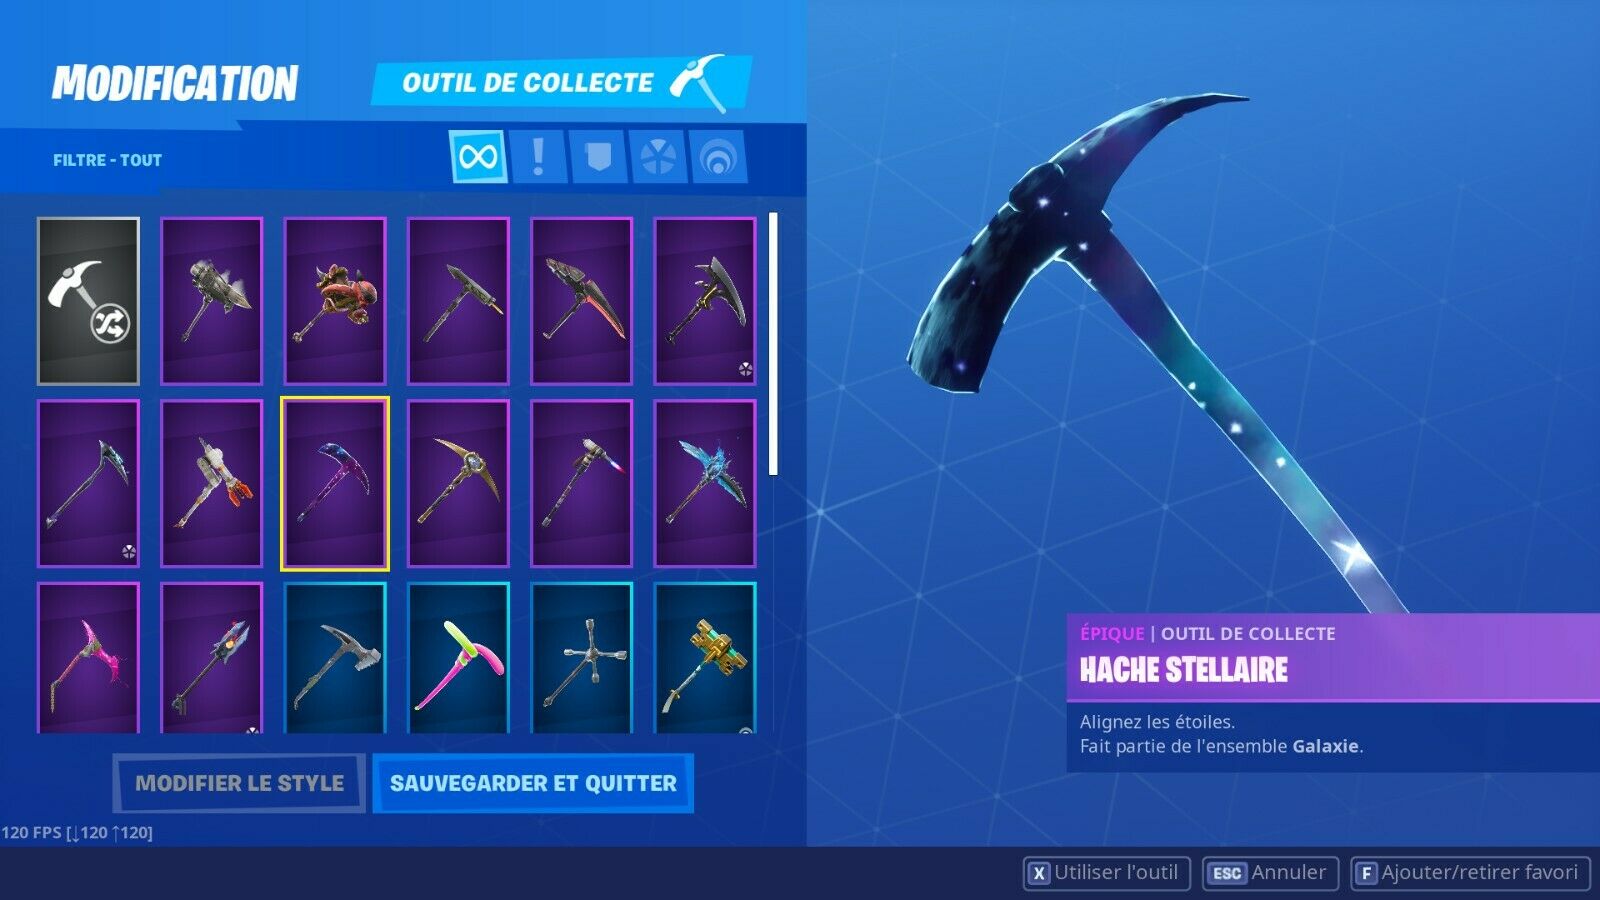 MODIFICATION
OUTIL DE COLLECTE
FILTRE - TOUT
ÉPIQUE | OUTIL DE COLLECTE
HACHE STELLAIRE
Alignez les étoiles.
Fait partie de l'ensemble Galaxie.
MODIFIER LE STYLE
SAUVEGARDER ET QUITTER
120 FPS [↓120 ↑120]
X Utiliser l'outil
ESC Annuler
F Ajouter/retirer favori